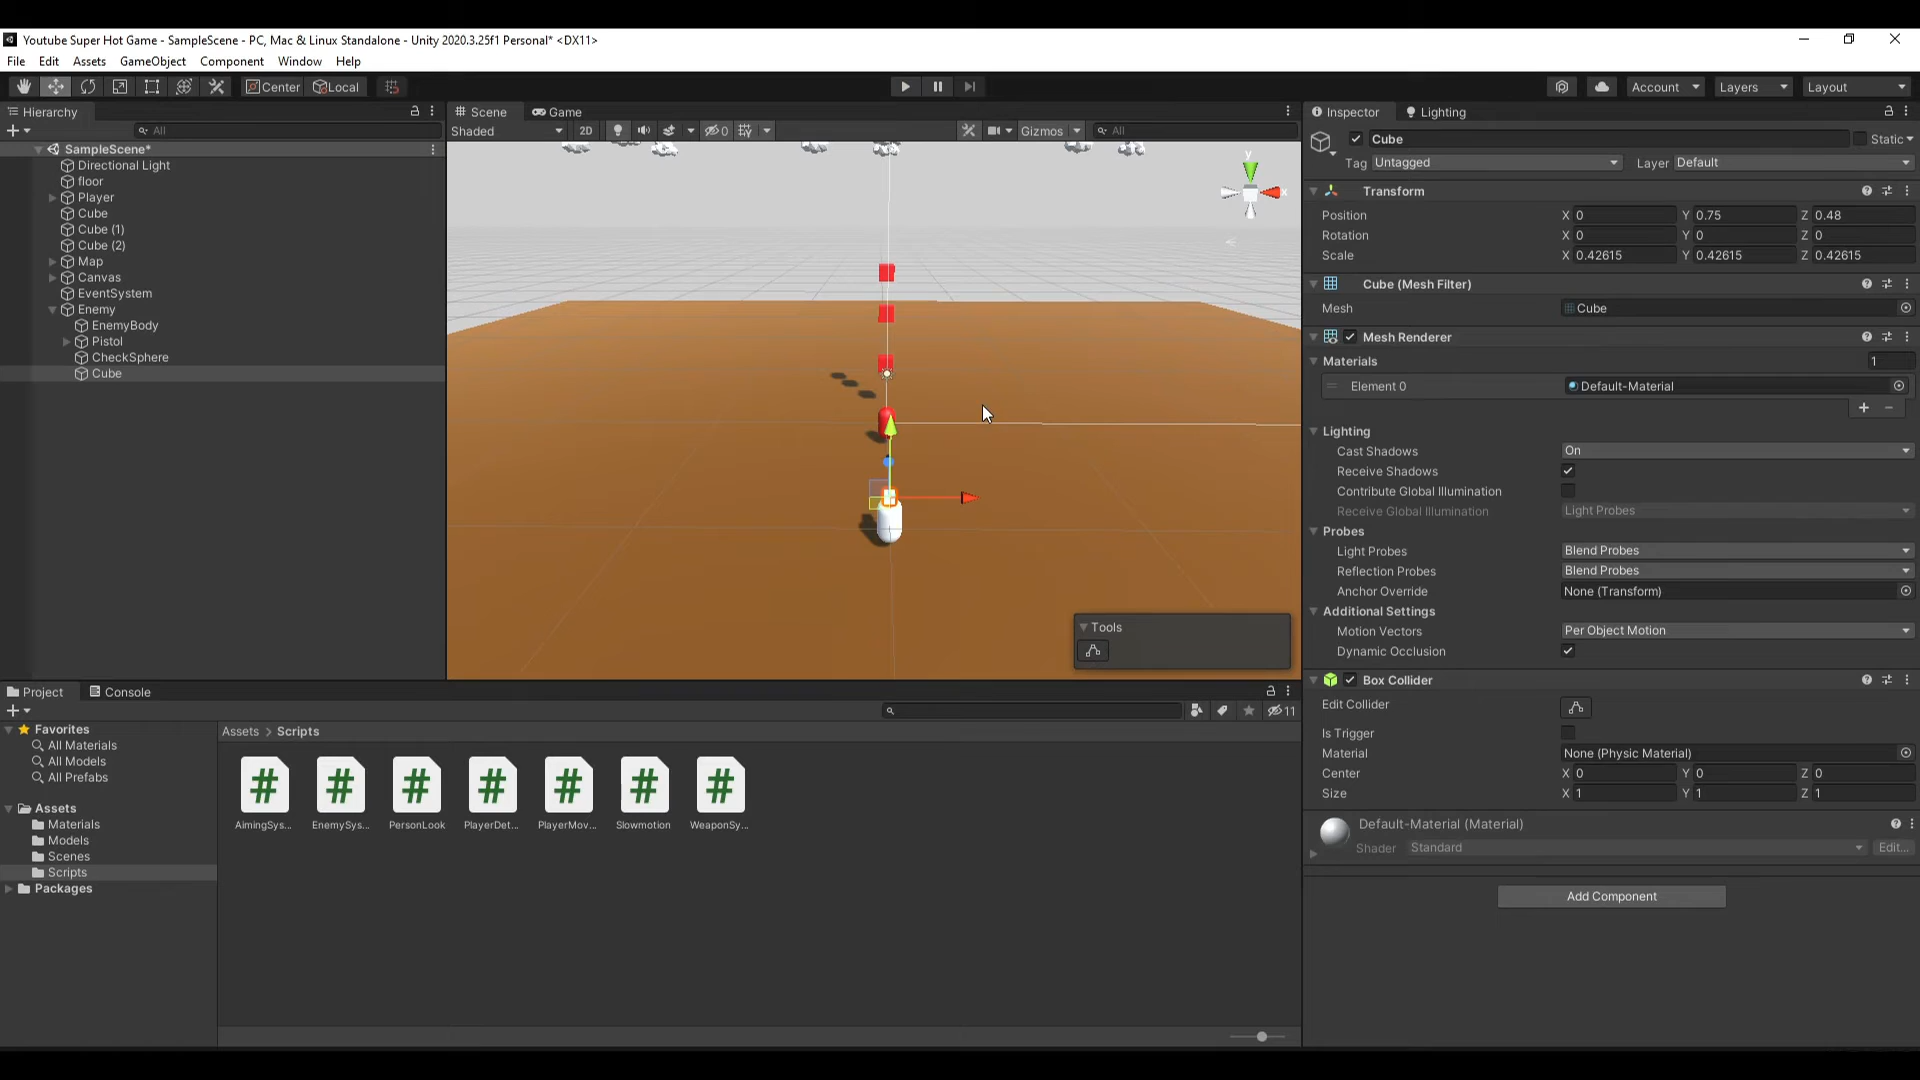 Youtube Super Hot Game - SampleScene - PC, Mac & Linux Standalone - Unity 2020.3.25f1 Personal* <DX11>
File Edit Assets GameObject Component Window Help
Center Local Account Layers Layout
Hierarchy
All
SampleScene*
Directional Light
floor
Player
Cube
Cube (1)
Cube (2)
Map
Canvas
EventSystem
Enemy
EnemyBody
Pistol
CheckSphere
Cube
Scene Game
Shaded 2D 0 Gizmos All
y
x
Tools
Inspector Lighting
Cube Static
Tag Untagged Layer Default
Transform
Position X 0 Y 0.75 Z 0.48
Rotation X 0 Y 0 Z 0
Scale X 0.42615 Y 0.42615 Z 0.42615
Cube (Mesh Filter)
Mesh Cube
Mesh Renderer
Materials 1
Element 0 Default-Material
Lighting
Cast Shadows On
Receive Shadows
Contribute Global Illumination
Receive Global Illumination Light Probes
Probes
Light Probes Blend Probes
Reflection Probes Blend Probes
Anchor Override None (Transform)
Additional Settings
Motion Vectors Per Object Motion
Dynamic Occlusion
Box Collider
Edit Collider
Is Trigger
Material None (Physic Material)
Center X 0 Y 0 Z 0
Size X 1 Y 1 Z 1
Default-Material (Material)
Shader Standard Edit...
Add Component
Project Console
11
Favorites
All Materials
All Models
All Prefabs
Assets
Materials
Models
Scenes
Scripts
Packages
Assets > Scripts
AimingSys... EnemySys... PersonLook PlayerDet... PlayerMov... Slowmotion WeaponSy...